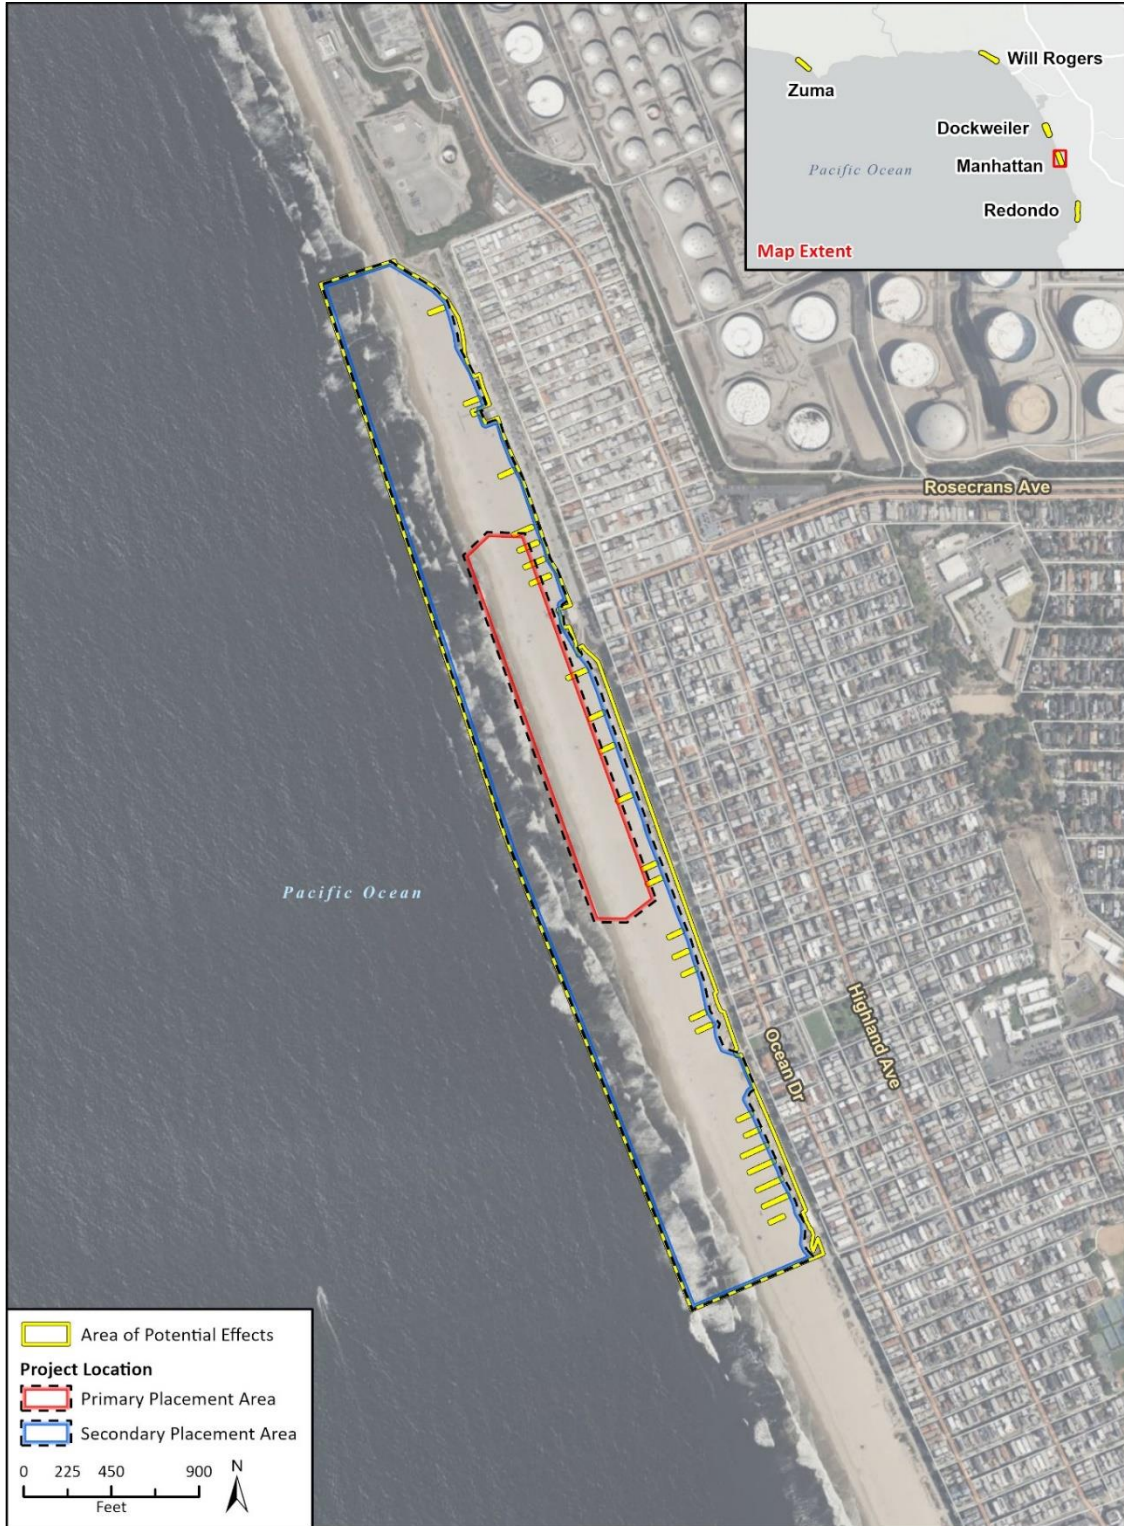 Will Rogers
Zuma
Dockweiler
Pacific Ocean
Manhattan
Redondo
Map Extent
Rosecrans Ave
Pacific Ocean
Highland Ave
Ocean Dr
Area of Potential Effects
Project Location
Primary Placement Area
Secondary Placement Area
N
0 225 450 900
Feet